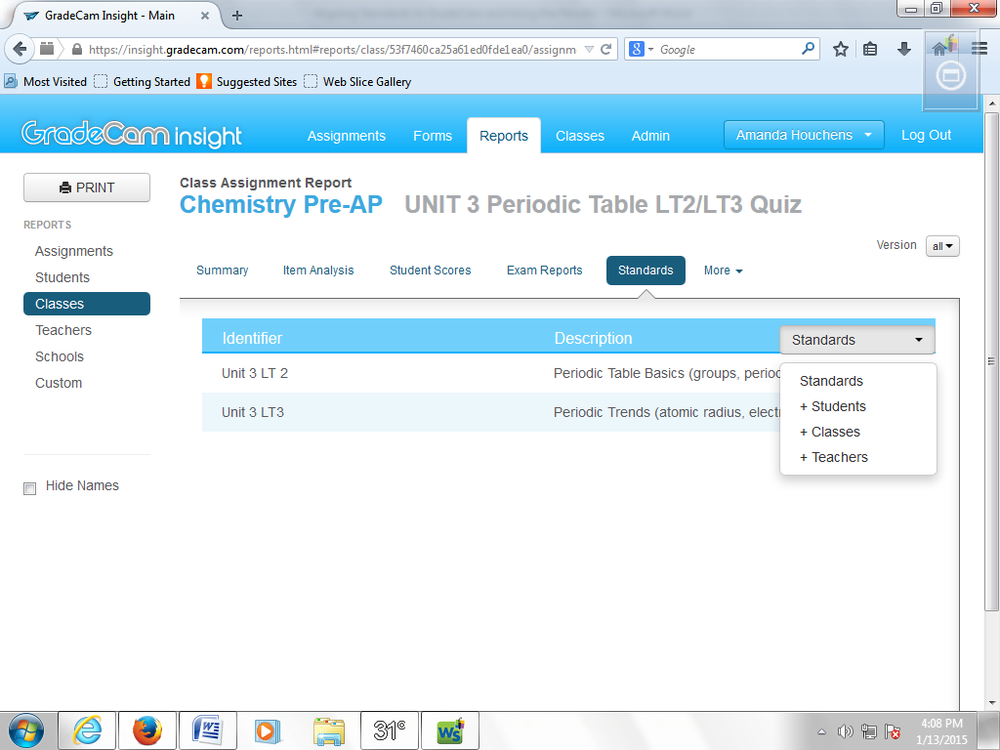 GradeCam Insight - Main
https://insight.gradecam.com/reports.html#reports/class/53f7460ca25a61ed0fde1ea0/assignm
Google
Most Visited Getting Started Suggested Sites Web Slice Gallery
GradeCam insight
Assignments Forms Reports Classes Admin Amanda Houchens Log Out
PRINT
Class Assignment Report
Chemistry Pre-AP UNIT 3 Periodic Table LT2/LT3 Quiz
REPORTS
Assignments
Students
Classes
Teachers
Schools
Custom
Hide Names
Version all
Summary Item Analysis Student Scores Exam Reports Standards More
Identifier Description Standards
Unit 3 LT 2 Periodic Table Basics (groups, perio
Unit 3 LT3 Periodic Trends (atomic radius, elect
Standards
+ Students
+ Classes
+ Teachers
31°
4:08 PM
1/13/2015